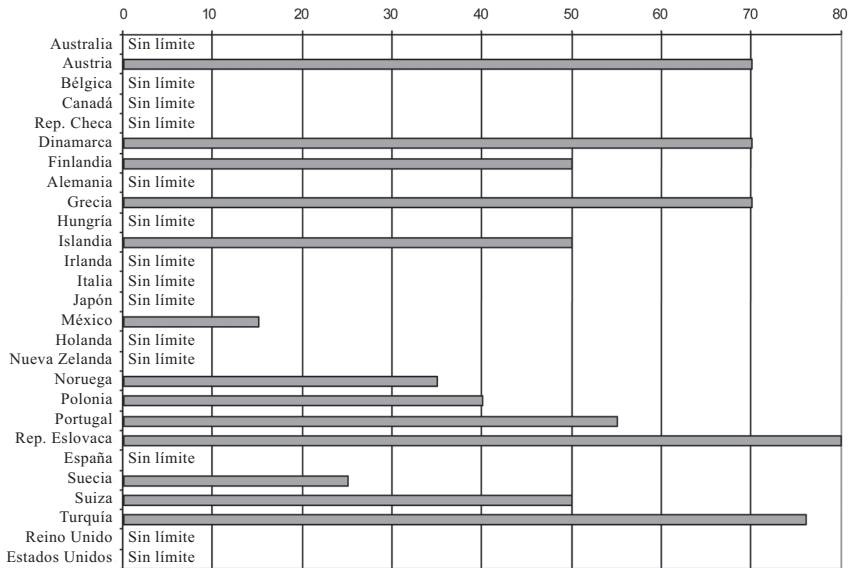 0 10 20 30 40 50 60 70 80
Australia Sin límite
Austria
Bélgica Sin límite
Canadá Sin límite
Rep. Checa Sin límite
Dinamarca
Finlandia
Alemania Sin límite
Grecia
Hungría Sin límite
Islandia
Irlanda Sin límite
Italia Sin límite
Japón Sin límite
México
Holanda Sin límite
Nueva Zelanda Sin límite
Noruega
Polonia
Portugal
Rep. Eslovaca
España Sin límite
Suecia
Suiza
Turquía
Reino Unido Sin límite
Estados Unidos Sin límite